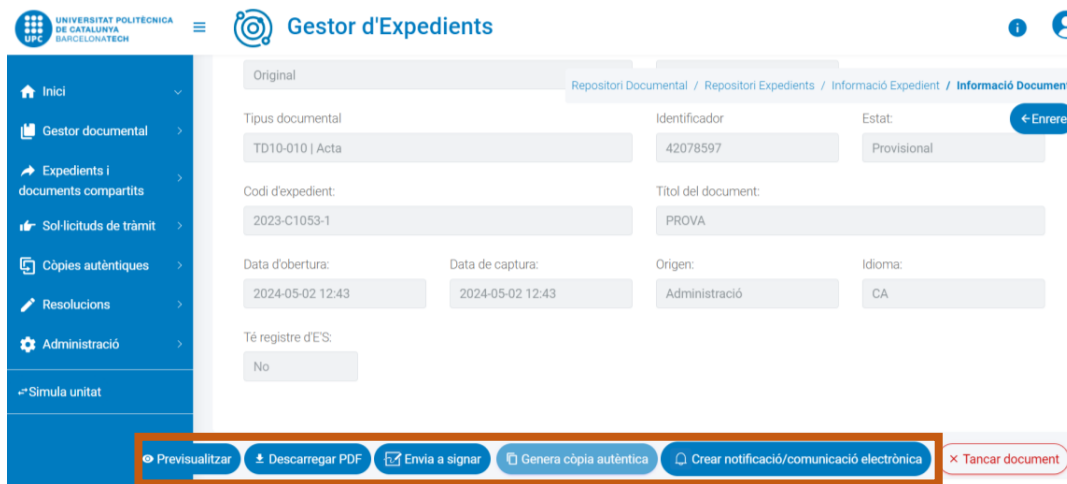 UNIVERSITAT POLITÈCNICA
DE CATALUNYA
BARCELONATECH
UPC
Gestor d'Expedients
Inici
Gestor documental
Expedients i
documents compartits
Sol·licituds de tràmit
Còpies autèntiques
Resolucions
Administració
Simula unitat
Original
Repositori Documental / Repositori Expedients / Informació Expedient / Informació Document
Enrere
Tipus documental
Identificador
Estat:
TD10-010 | Acta
42078597
Provisional
Codi d'expedient:
Títol del document:
2023-C1053-1
PROVA
Data d'obertura:
Data de captura:
Origen:
Idioma:
2024-05-02 12:43
2024-05-02 12:43
Administració
CA
Té registre d'E'S:
No
Previsualitzar
Descarregar PDF
Envia a signar
Genera còpia autèntica
Crear notificació/comunicació electrònica
× Tancar document